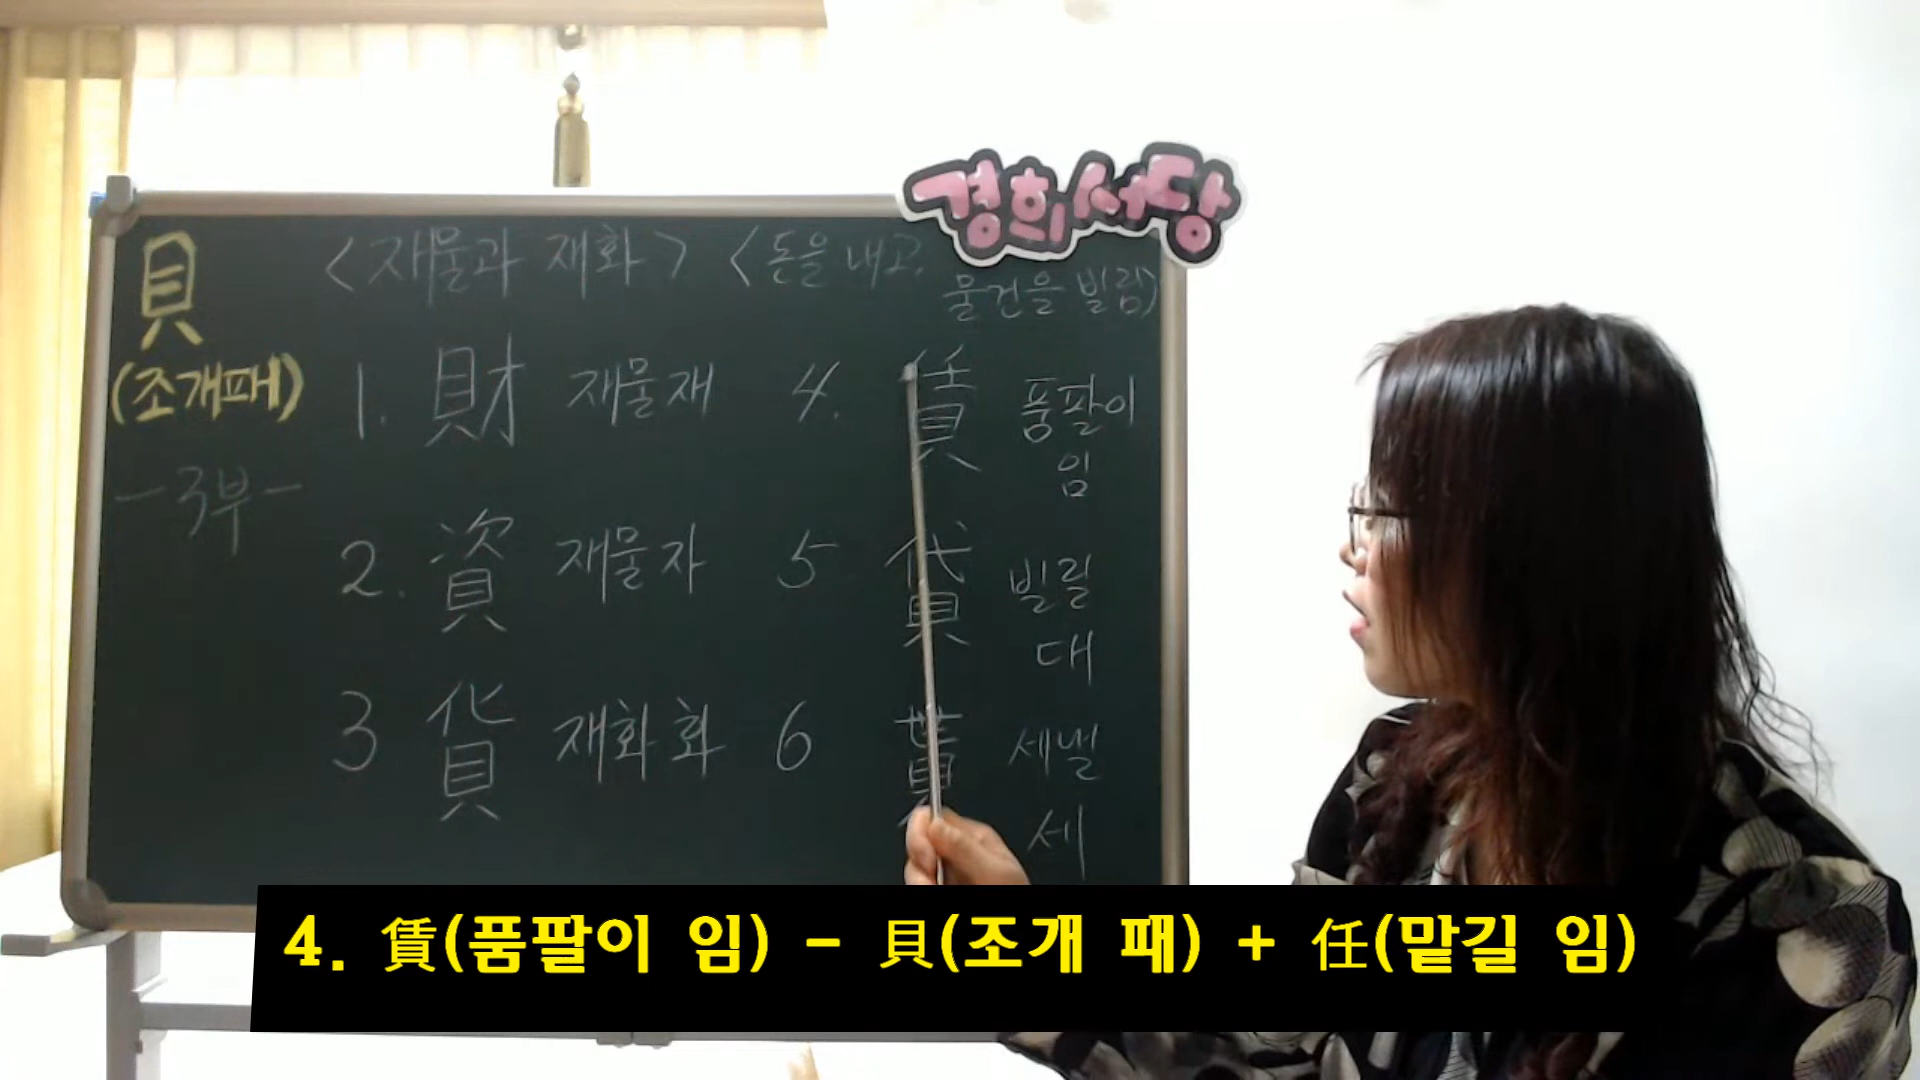 경희서당
貝
(조개패)
-3부-
<재물과 재화>
<돈을 내고,
물건을 빌림>
1. 財 재물재
2. 資 재물자
3 貨 재화화
4. 賃 품팔이
임
5 貸 빌릴
대
6 貰 세낼
세
4. 賃(품팔이 임) - 貝(조개 패) + 任(맡길 임)